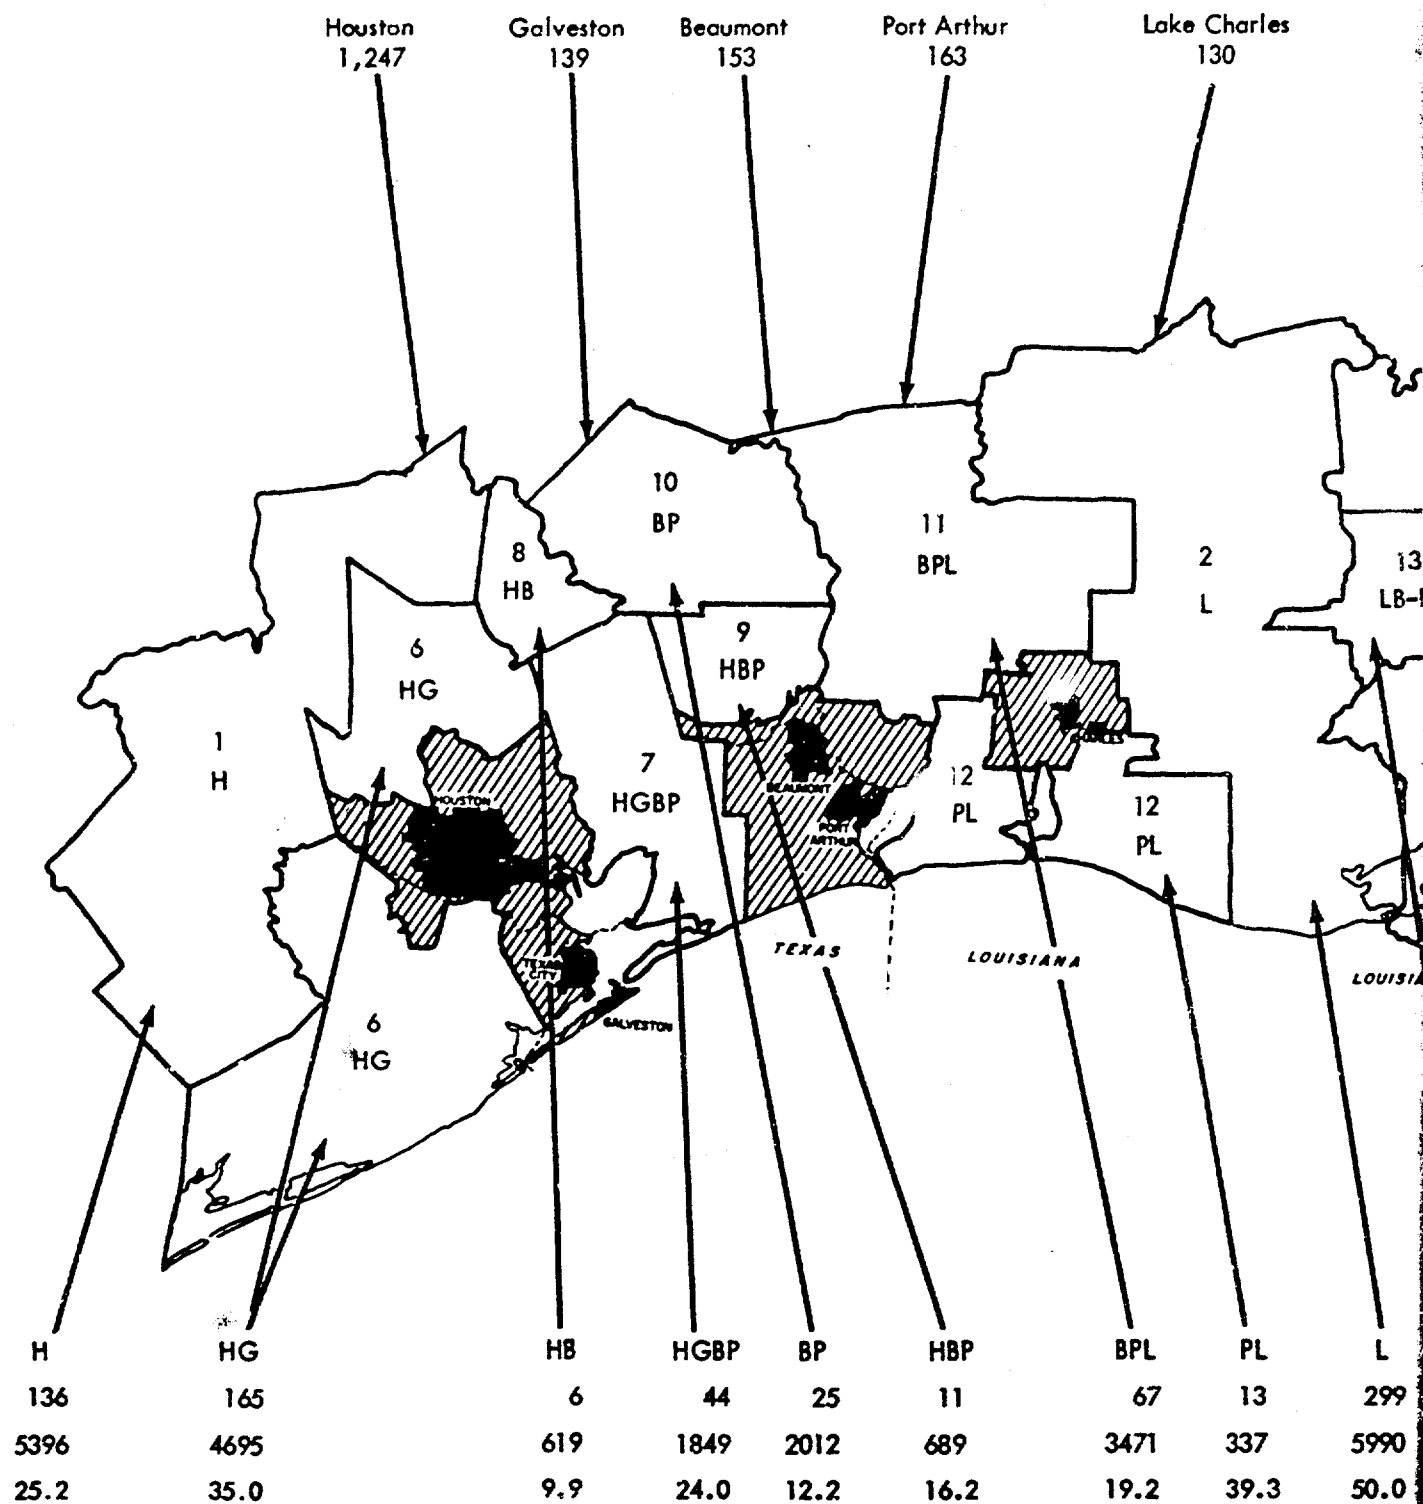 Houston Galveston Beaumont Port Arthur Lake Charles
1,247 139 153 163 130
10
BP
11
BPL
8
HB
2
L
13
9
HBP
6
HG
1
H
7
HGBP
HOUSTON
BEAUMONT
PORT
ARTHUR
12
PL
12
PL
TEXAS
CITY
GALVESTON
TEXAS
LOUISIANA
6
HG
H HG HB HGBP BP HBP BPL PL L
136 165 6 44 25 11 67 13 299
5396 4695 619 1849 2012 689 3471 337 5990
25.2 35.0 9.9 24.0 12.2 16.2 19.2 39.3 50.0